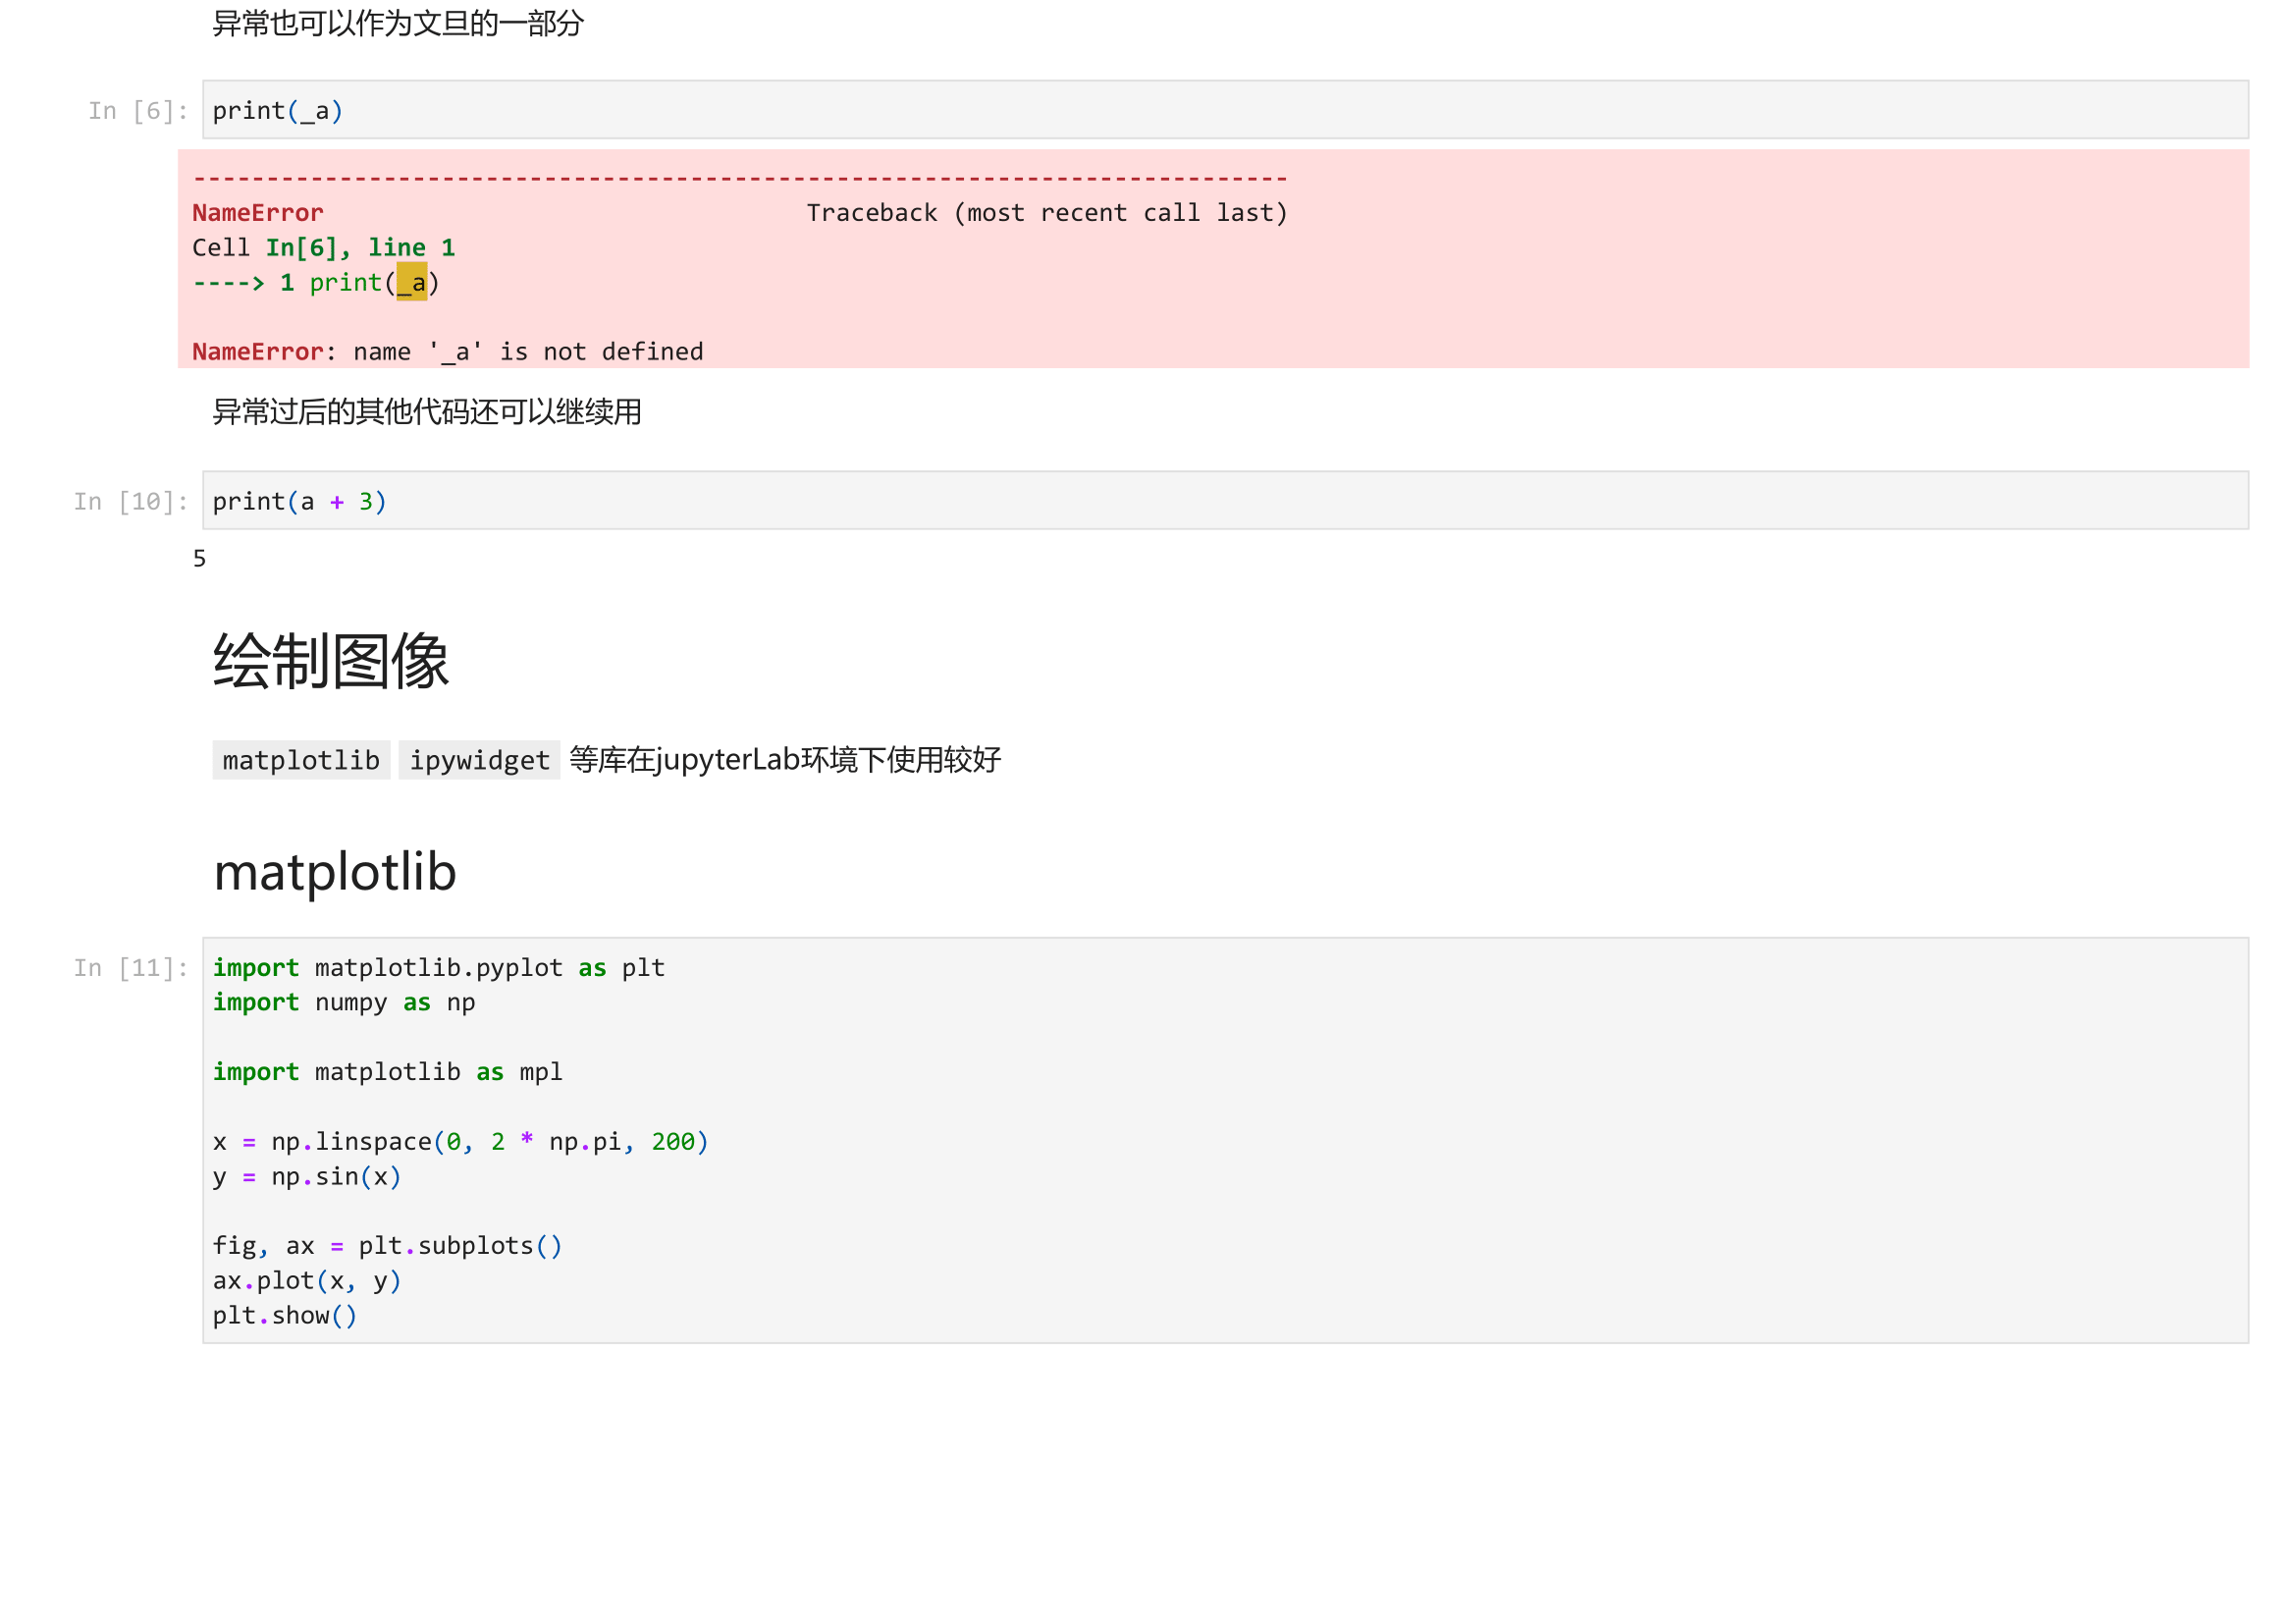 异常也可以作为文旦的一部分
In [6]: print(_a)
---------------------------------------------------------------------------
NameError                                 Traceback (most recent call last)
Cell In[6], line 1
----> 1 print(_a)
NameError: name '_a' is not defined
异常过后的其他代码还可以继续用
In [10]: print(a + 3)
5
绘制图像
matplotlib ipywidget 等库在jupyterLab环境下使用较好
matplotlib
In [11]: import matplotlib.pyplot as plt
import numpy as np
import matplotlib as mpl
x = np.linspace(0, 2 * np.pi, 200)
y = np.sin(x)
fig, ax = plt.subplots()
ax.plot(x, y)
plt.show()